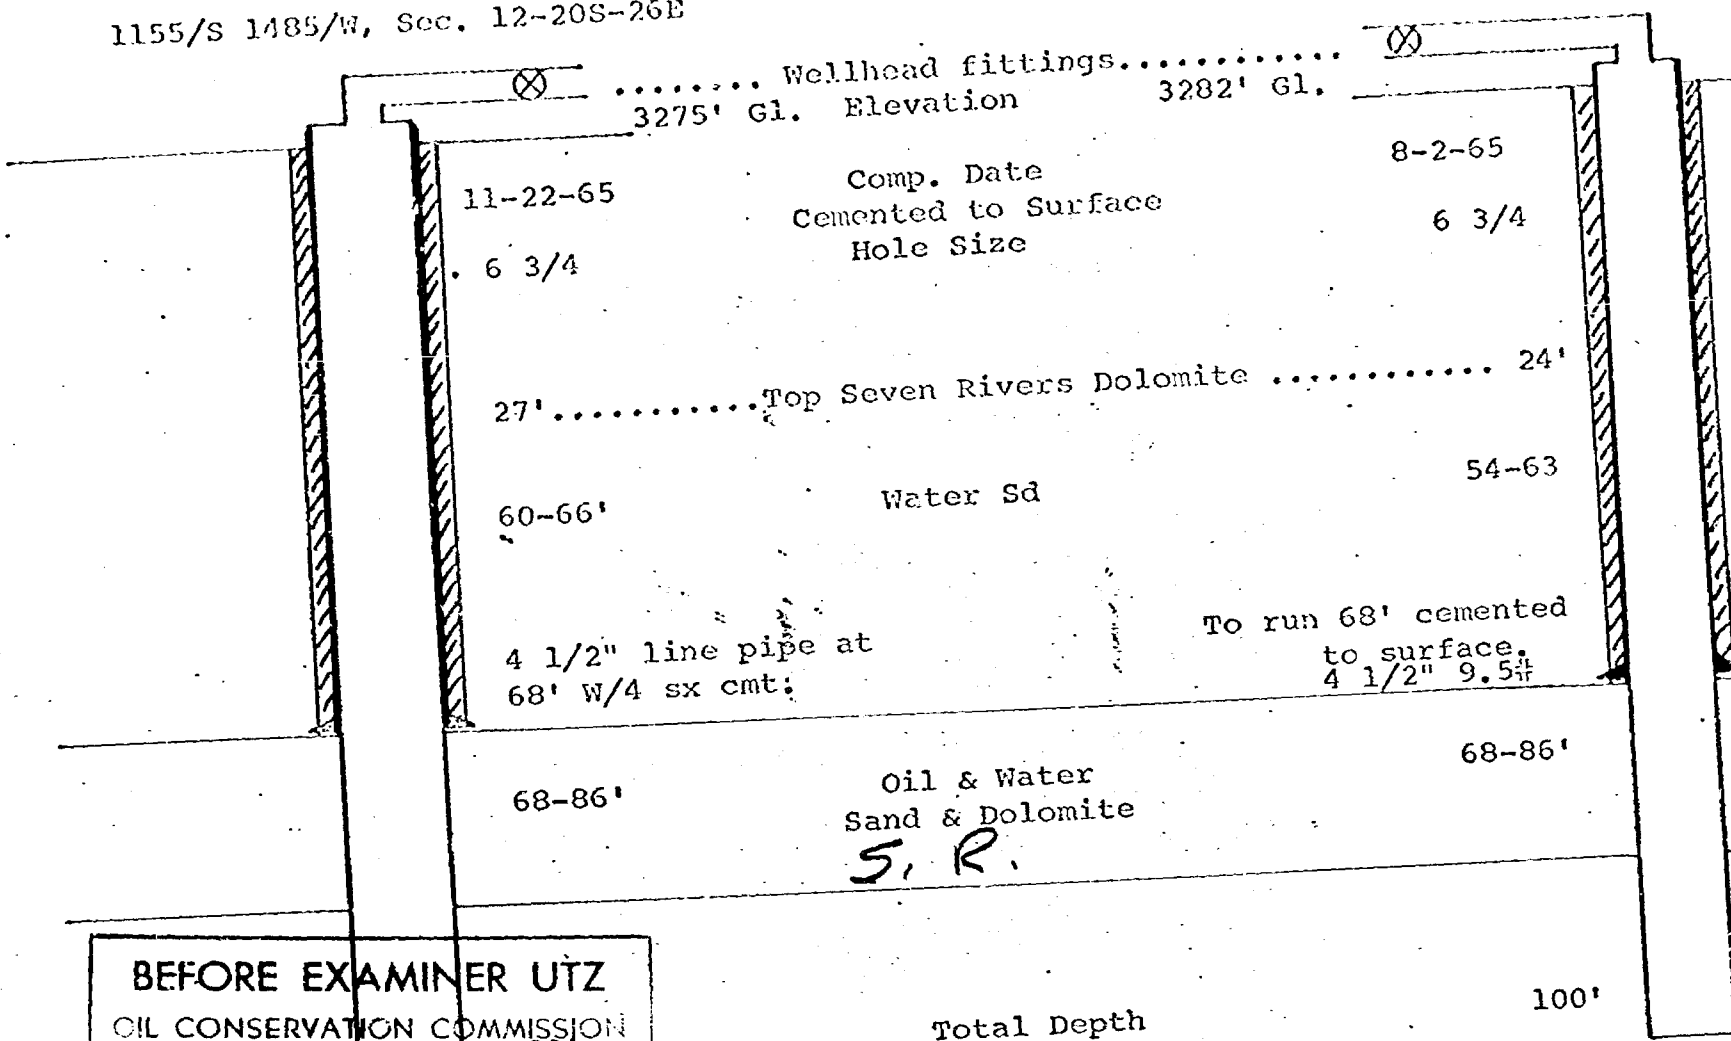 1155/S 1485/W, Sec. 12-20S-26E
........ Wellhead fittings............
3275' Gl. Elevation 3282' Gl.
11-22-65 Comp. Date 8-2-65
Cemented to Surface
6 3/4 Hole Size 6 3/4
27'...........Top Seven Rivers Dolomite ............ 24'
60-66' Water Sd 54-63
4 1/2" line pipe at
68' W/4 sx cmt.
To run 68' cemented
to surface.
4 1/2" 9.5#
68-86' Oil & Water 68-86'
Sand & Dolomite
S. R.
BEFORE EXAMINER UTZ
OIL CONSERVATION COMMISSION
Total Depth 100'